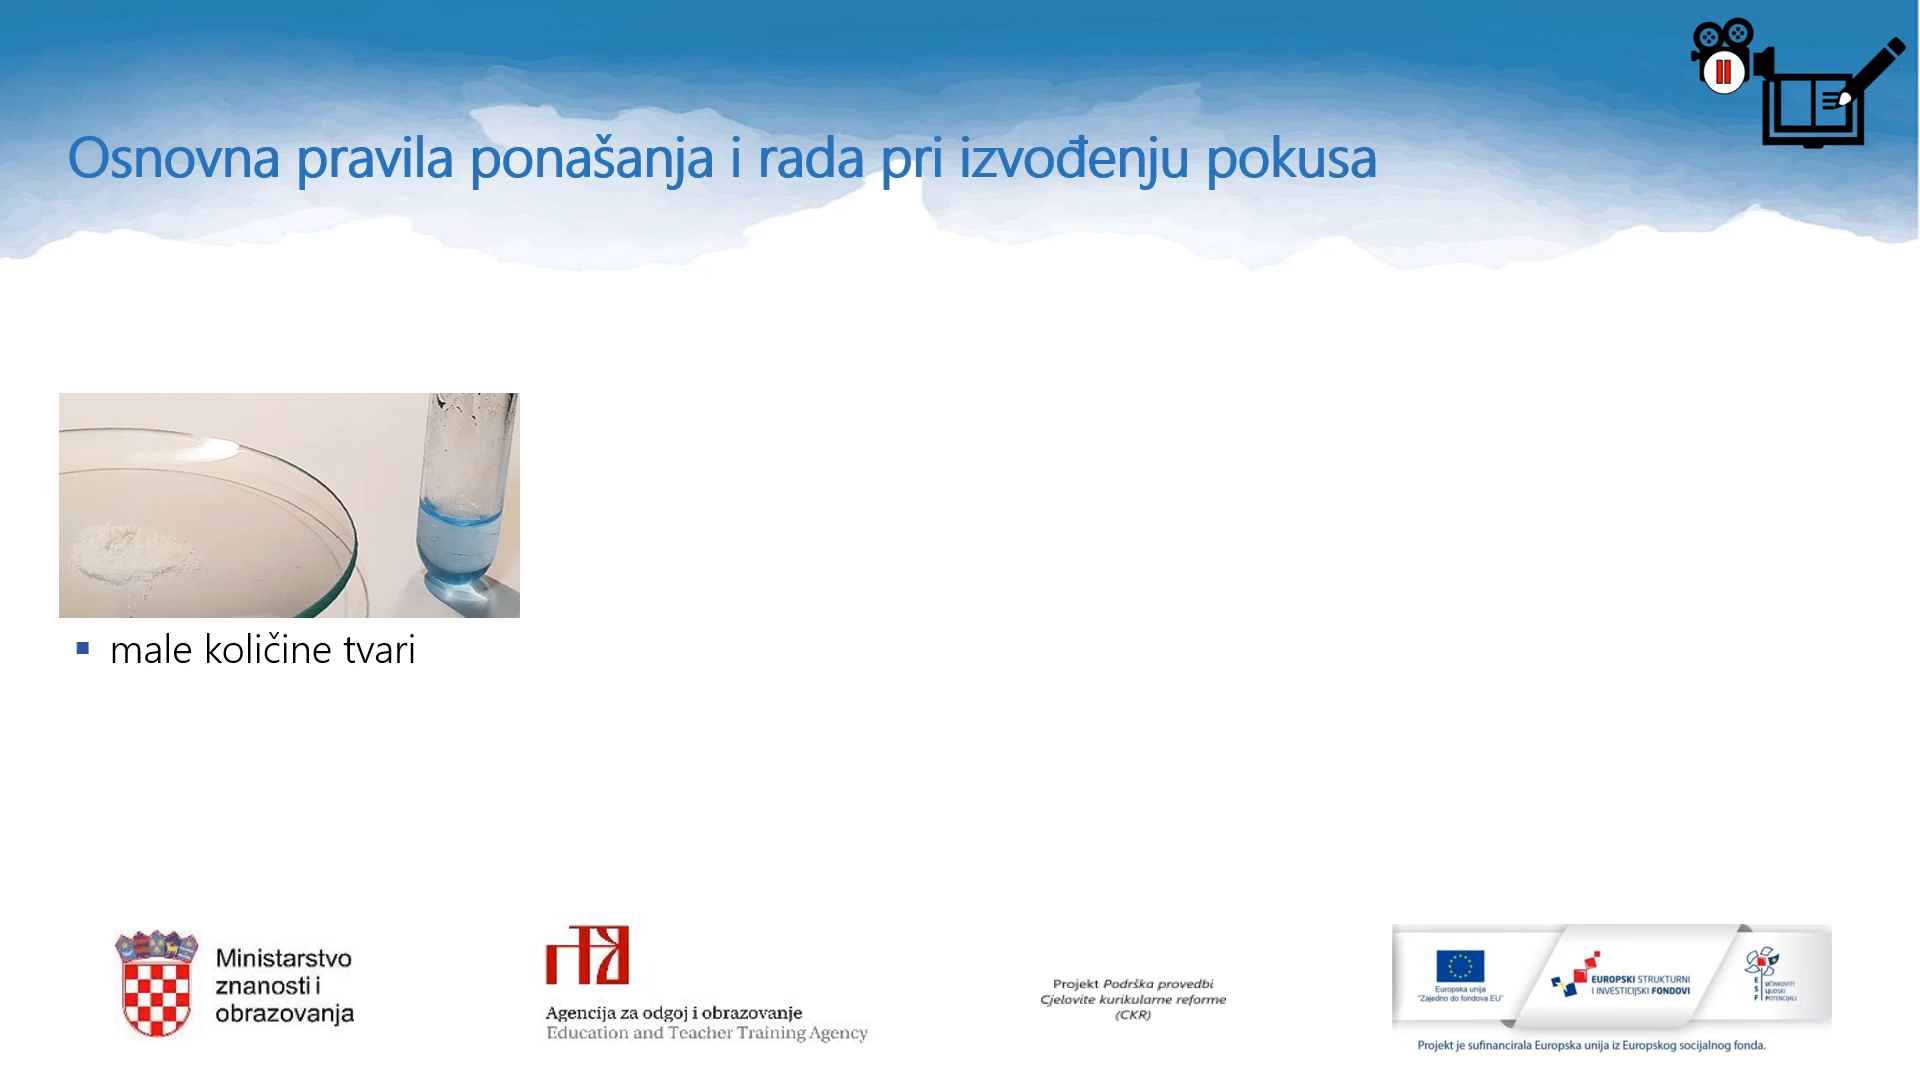 Osnovna pravila ponašanja i rada pri izvođenju pokusa
▪ male količine tvari
Ministarstvo
znanosti i
obrazovanja
Agencija za odgoj i obrazovanje
Education and Teacher Training Agency
Projekt Podrška provedbi
Cjelovite kurikularne reforme
(CKR)
Europska unija
"Zajedno do fondova EU"
EUROPSKI STRUKTURNI
I INVESTICIJSKI FONDOVI
E S F
UČINKOVITI
LJUDSKI
POTENCIJALI
Projekt je sufinancirala Europska unija iz Europskog socijalnog fonda.